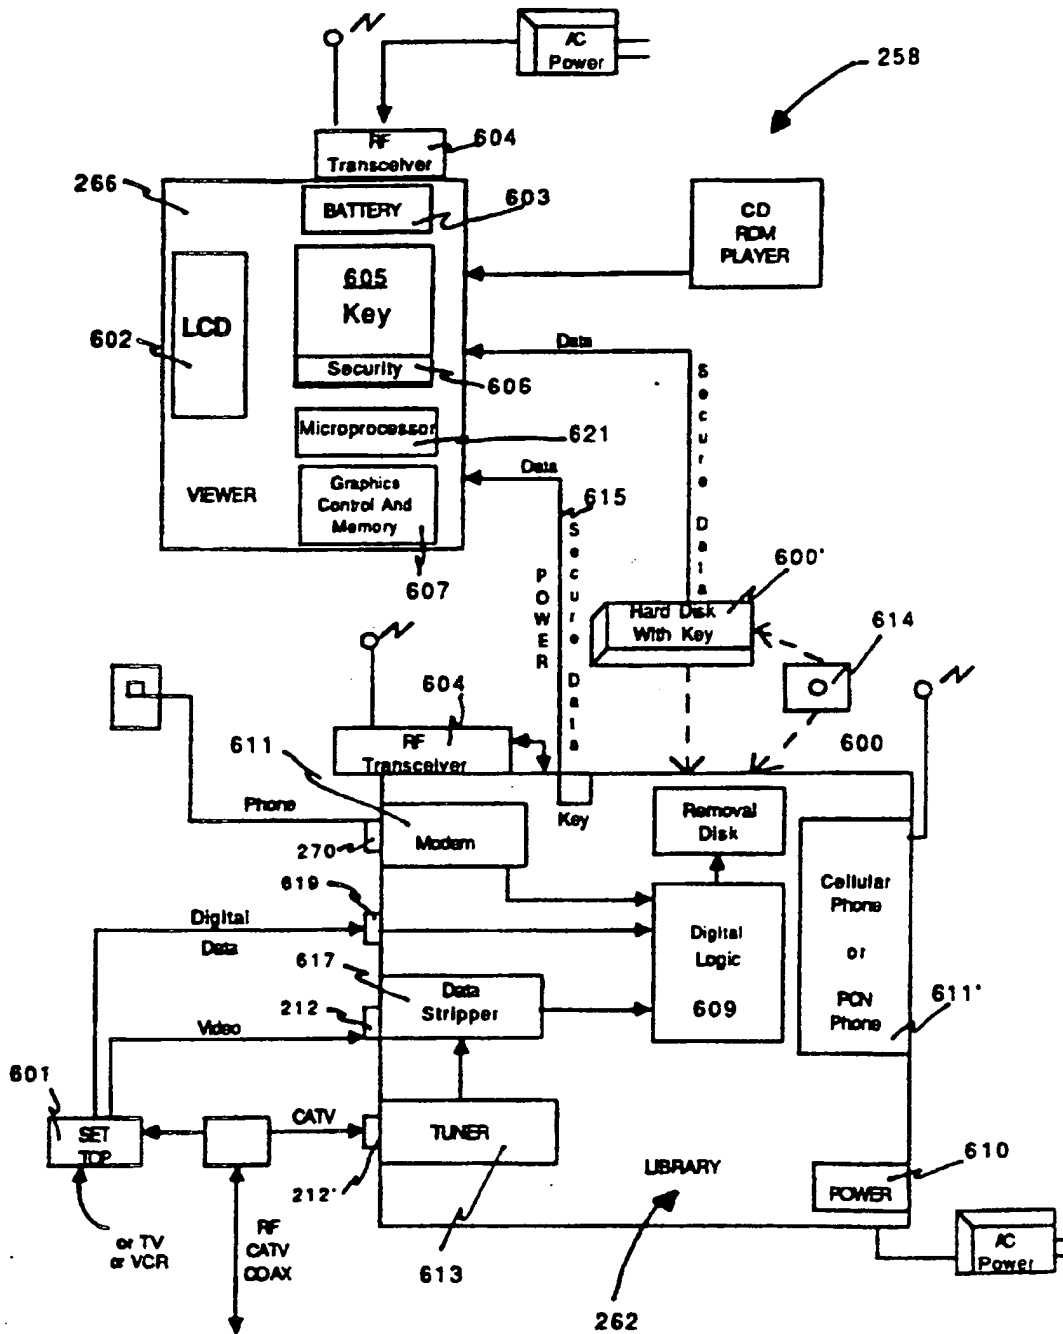 A/C
Power
258
RF
Transceiver
604
266
BATTERY
603
CD
ROM
PLAYER
605
Key
LCD
602
Security
606
Data
Secure Data
Microprocessor
621
Data
VIEWER
Graphics
Control And
Memory
607
615
POWER
Secure Data
600'
Hard Disk
With Key
614
604
RF
Transceiver
611
600
Phone
Key
Removal
Disk
Modem
270
619
Cellular
Phone
or
PCN
Phone
Digital
Data
Digital
Logic
609
617
Data
Stripper
212
Video
611'
601
SET
TOP
CATV
TUNER
212'
LIBRARY
610
POWER
or TV
or VCR
RF
CATV
COAX
613
262
A/C
Power